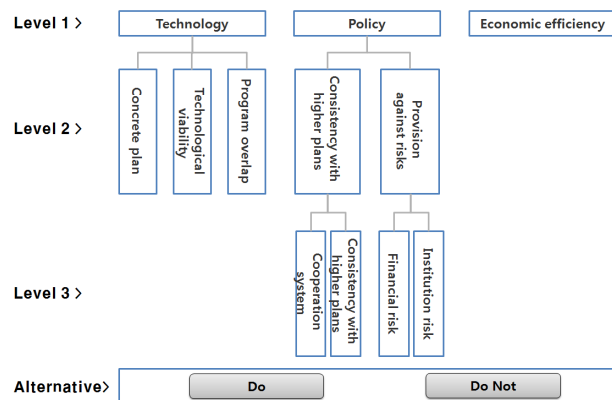 Level 1 >
Technology
Policy
Economic efficiency
Level 2 >
Concrete plan
Technological
viability
Program overlap
Consistency with
higher plans
Provision
against risks
Level 3 >
Cooperation
system
Consistency with
higher plans
Financial risk
Institution risk
Alternative>
Do
Do Not